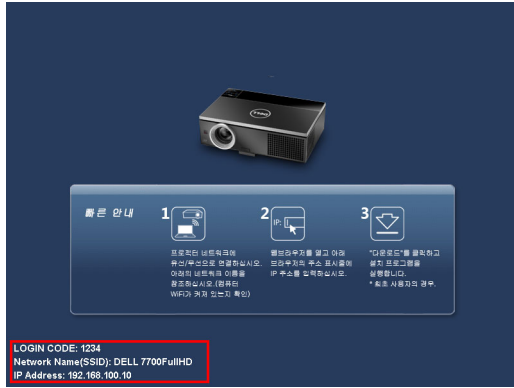 DELL
빠른 안내
1
2
3
IP:
프로젝터 네트워크에
유선/무선으로 연결하십시오.
아래의 네트워크 이름을
참조하십시오.(컴퓨터
WiFi가 켜져 있는지 확인)
웹브라우저를 열고 아래
브라우저의 주소 표시줄에
IP 주소를 입력하십시오.
"다운로드"를 클릭하고
설치 프로그램을
실행합니다.
* 최초 사용자의 경우.
LOGIN CODE: 1234
Network Name(SSID): DELL 7700FullHD
IP Address: 192.168.100.10